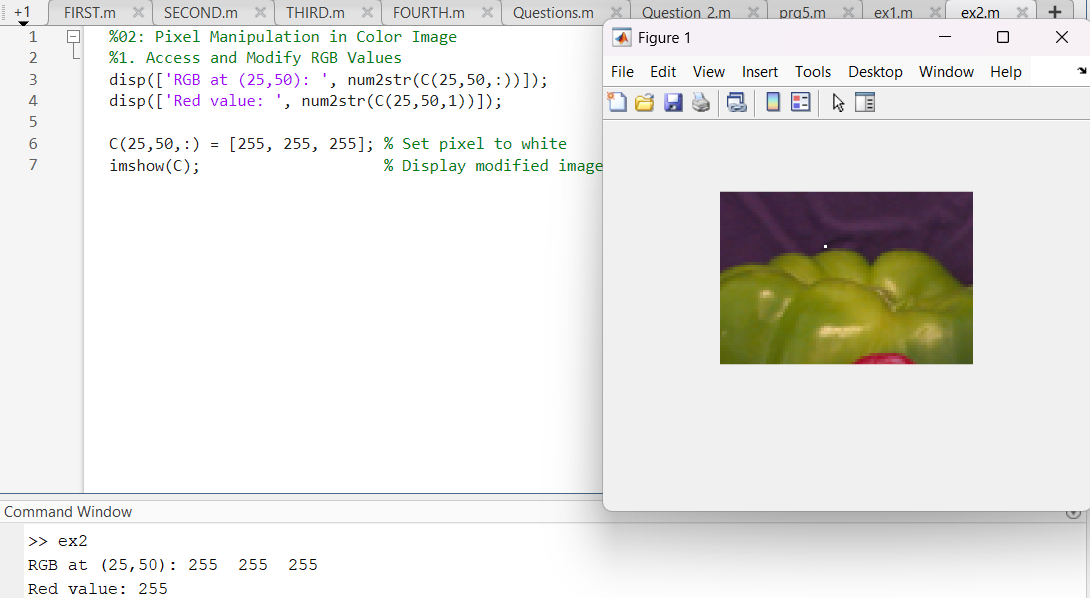 +1 FIRST.m SECOND.m THIRD.m FOURTH.m Questions.m Question_2.m prg5.m ex1.m ex2.m +
Figure 1
File Edit View Insert Tools Desktop Window Help
1 %02: Pixel Manipulation in Color Image
2 %1. Access and Modify RGB Values
3 disp(['RGB at (25,50): ', num2str(C(25,50,:))]);
4 disp(['Red value: ', num2str(C(25,50,1))]);
5
6 C(25,50,:) = [255, 255, 255]; % Set pixel to white
7 imshow(C); % Display modified image
Command Window
>> ex2
RGB at (25,50): 255 255 255
Red value: 255